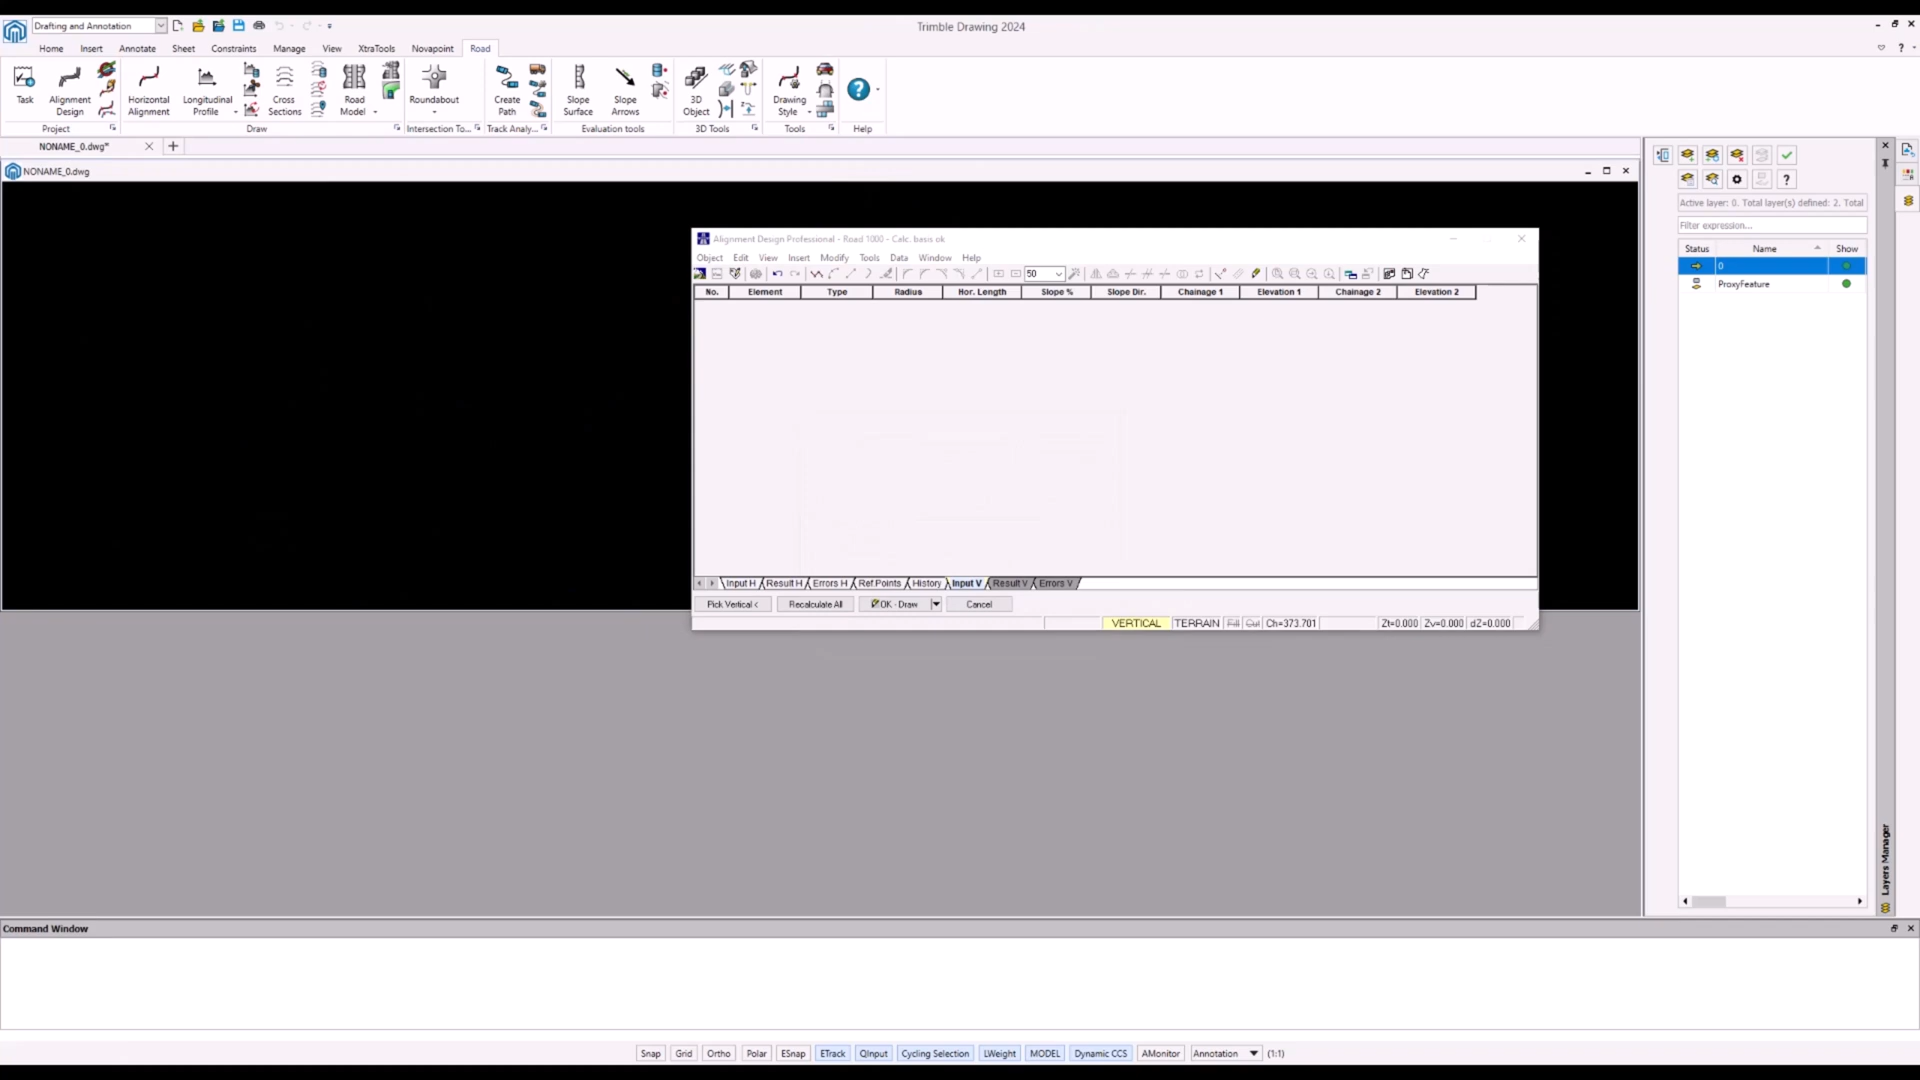 Drafting and Annotation
Trimble Drawing 2024
Home Insert Annotate Sheet Constraints Manage View XtraTools Novapoint Road
Task
Alignment Design
Horizontal Alignment
Longitudinal Profile
Cross Sections
Road Model
Roundabout
Create Path
Slope Surface
Slope Arrows
3D Object
Drawing Style
Project Draw Intersection To... Track Analy... Evaluation tools 3D Tools Tools Help
NONAME_0.dwg*
NONAME_0.dwg
Active layer: 0. Total layer(s) defined: 2. Total
Filter expression...
Status Name Show
0
ProxyFeature
Layers Manager
Alignment Design Professional - Road 1000 - Calc. basis ok
Object Edit View Insert Modify Tools Data Window Help
50
No. Element Type Radius Hor. Length Slope % Slope Dir. Chainage 1 Elevation 1 Chainage 2 Elevation 2
Input H Result H Errors H Ref.Points History Input V Result V Errors V
Pick Vertical < Recalculate All OK - Draw Cancel
VERTICAL TERRAIN Fill Cut Ch=373.701 Zt=0.000 Zv=0.000 dZ=0.000
Command Window
Snap Grid Ortho Polar ESnap ETrack QInput Cycling Selection LWeight MODEL Dynamic CCS AMonitor Annotation (1:1)